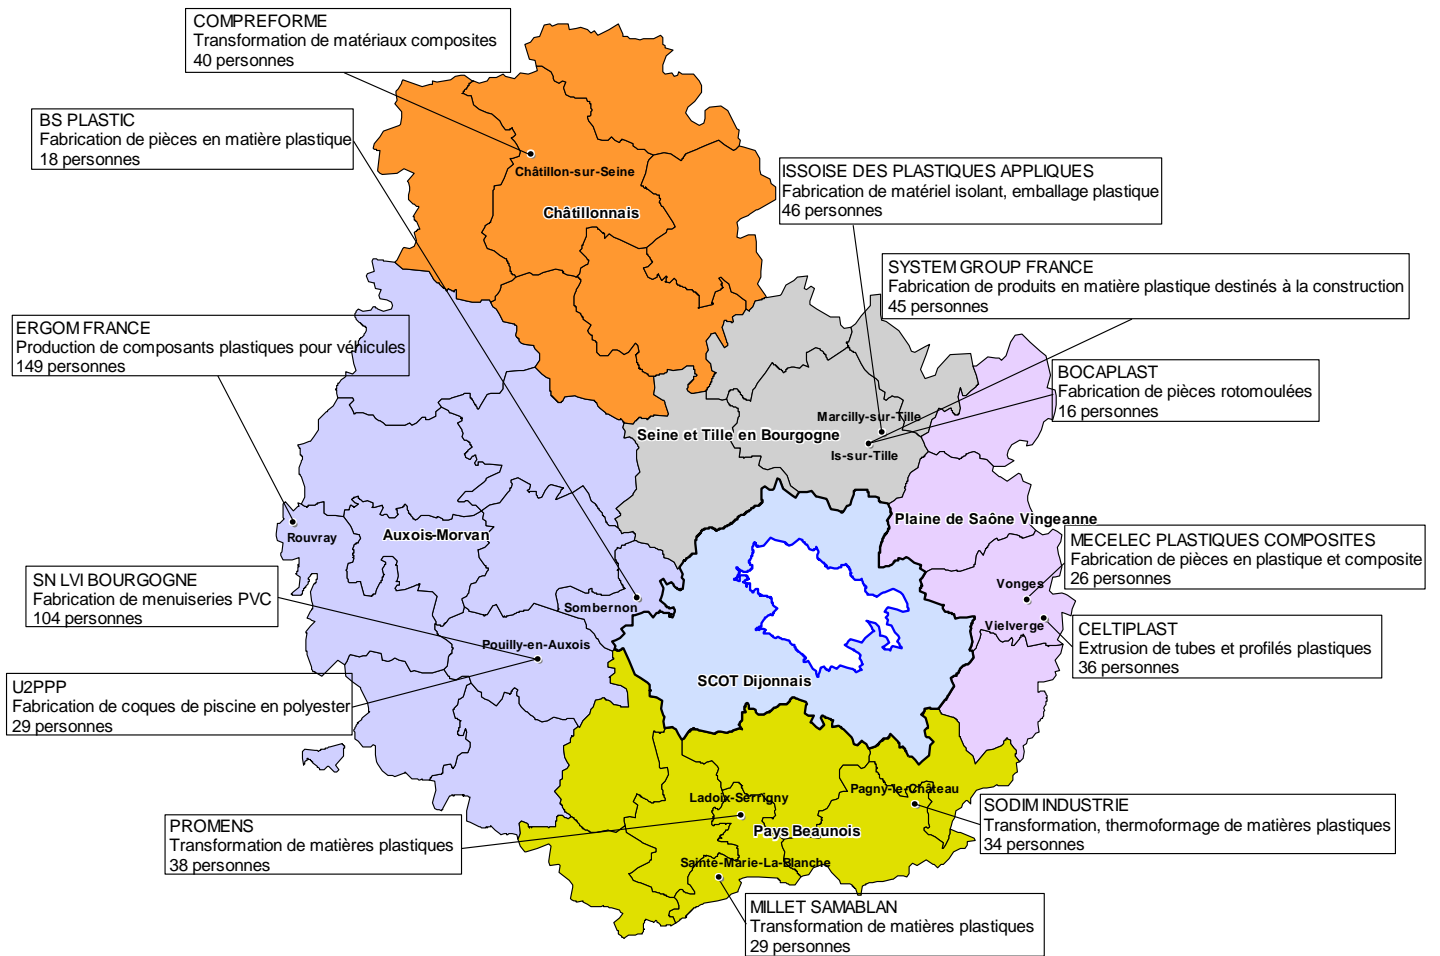 COMPREFORME
Transformation de matériaux composites
40 personnes
BS PLASTIC
Fabrication de pièces en matière plastique
18 personnes
ISSOISE DES PLASTIQUES APPLIQUES
Fabrication de matériel isolant, emballage plastique
46 personnes
Châtillon-sur-Seine
Châtillonnais
SYSTEM GROUP FRANCE
Fabrication de produits en matière plastique destinés à la construction
45 personnes
ERGOM FRANCE
Production de composants plastiques pour véhicules
149 personnes
BOCAPLAST
Fabrication de pièces rotomoulées
16 personnes
Marcilly-sur-Tille
Seine et Tille en Bourgogne
Is-sur-Tille
Plaine de Saône Vingeanne
Rouvray
Auxois-Morvan
MECELEC PLASTIQUES COMPOSITES
Fabrication de pièces en plastique et composite
26 personnes
SN LVI BOURGOGNE
Fabrication de menuiseries PVC
104 personnes
Vonges
Sombernon
Vielverge
CELTIPLAST
Extrusion de tubes et profilés plastiques
36 personnes
Pouilly-en-Auxois
SCOT Dijonnais
U2PPP
Fabrication de coques de piscine en polyester
29 personnes
Ladoix-Serrigny
Pagny-le-Château
SODIM INDUSTRIE
Transformation, thermoformage de matières plastiques
34 personnes
PROMENS
Transformation de matières plastiques
38 personnes
Pays Beaunois
Sainte-Marie-La-Blanche
MILLET SAMABLAN
Transformation de matières plastiques
29 personnes